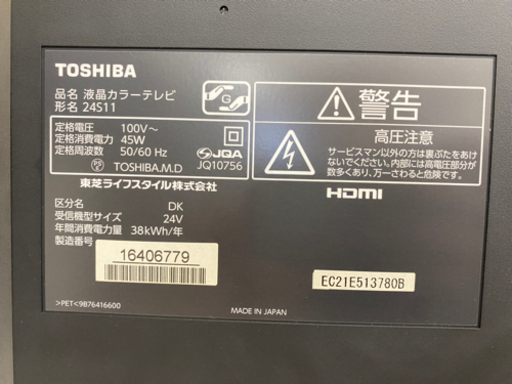 TOSHIBA
品名 液晶カラーテレビ
形名 24S11
G
定格電圧 100V～
定格消費電力 45W
定格周波数 50/60 Hz
PS TOSHIBA.M.D
JQA
JQ10756
東芝ライフスタイル株式会社
区分名 DK
受信機型サイズ 24V
年間消費電力量 38kWh/年
製造番号
16406779
>PET<9B76416600
警告
高圧注意
サービスマン以外の方は裏ぶたをあけ
ないでください。内部には高電圧部分が
数多くあり、万一さわると危険です。
HDMI
EC21E513780B
MADE IN JAPAN